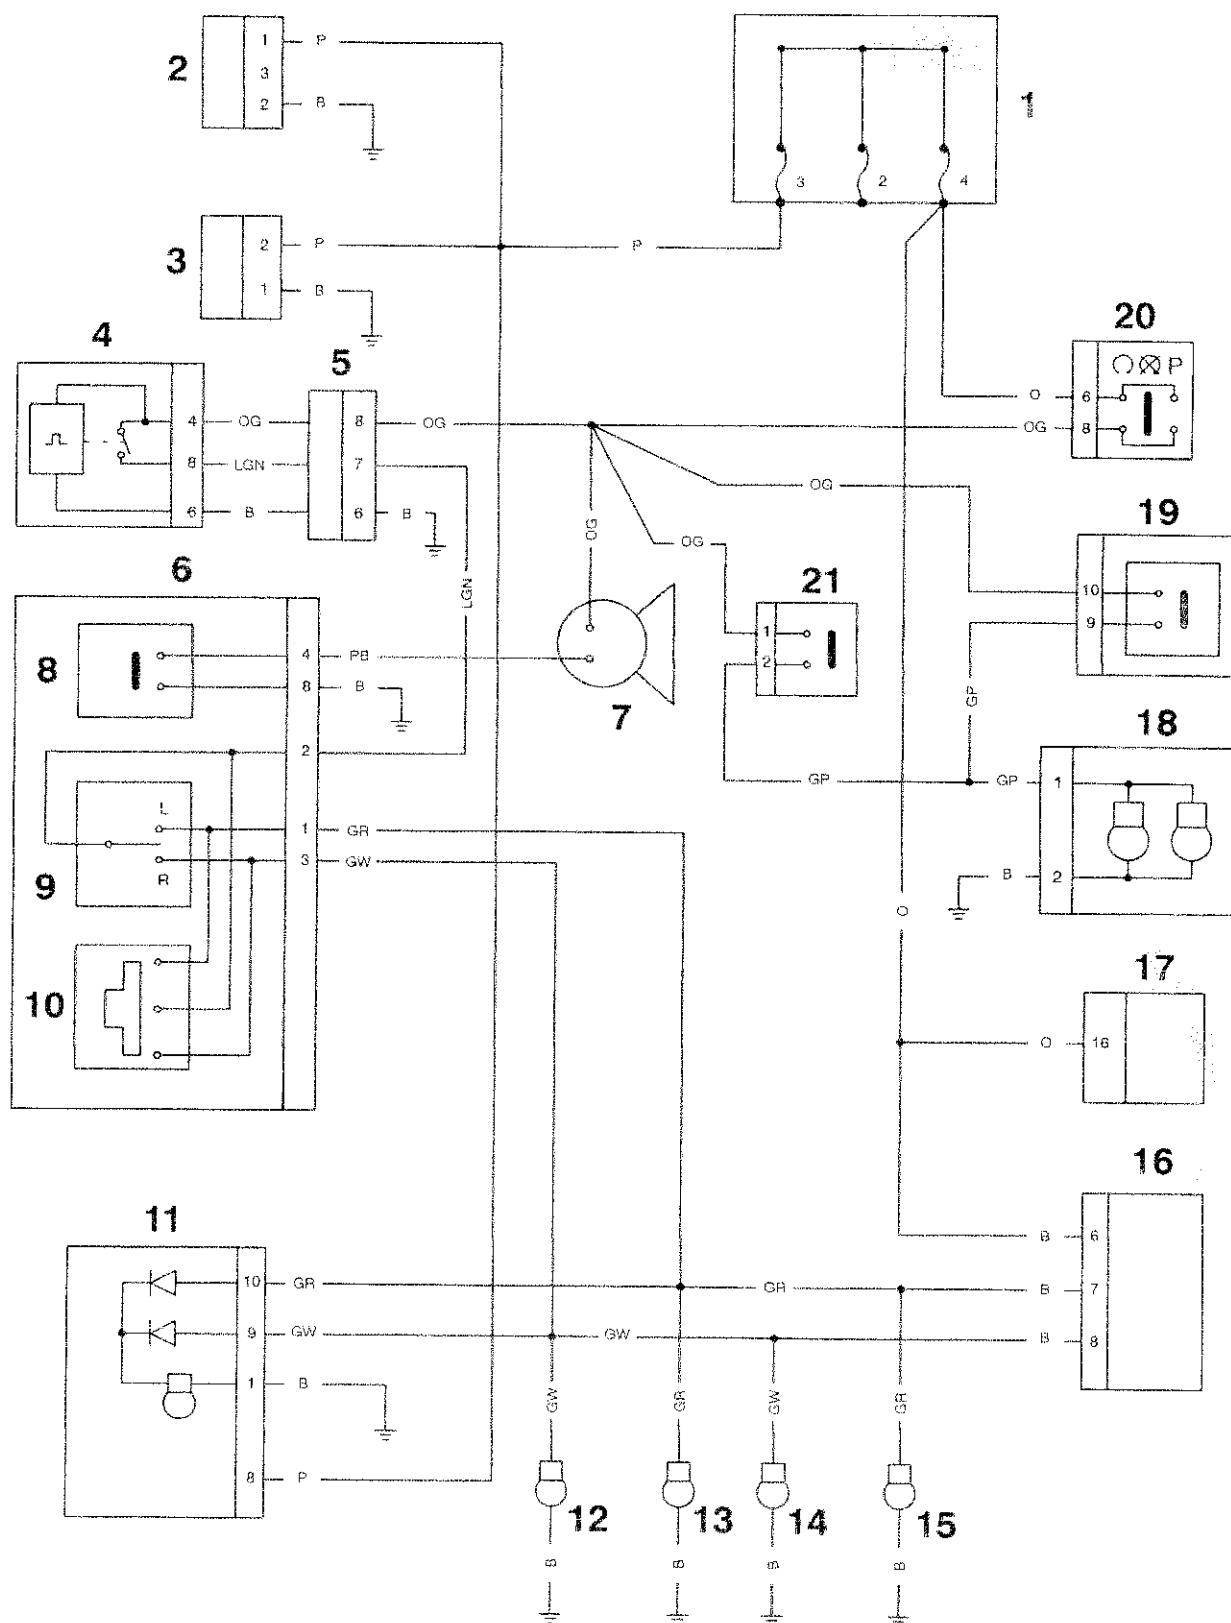 1 P
2
3
2 B
1
3 2 4
2 P P
3
1 B
20
P
4
5
O 6
4 OG 8 OG OG 8
8 LGN 7
OG
6 B 6 B
19
OG OG
6
21
LGN
10
9
1
2
8
4 PB
8 B
7
GP
18
2
GP GP 1
L
1 GR
3 GW
9
R
B 2
O
17
10
O 16
16
11
B 6
10 GR GR B 7
9 GW GW B 8
1 B
GW GR GW GR
8 P
12 13 14 15
B B B B